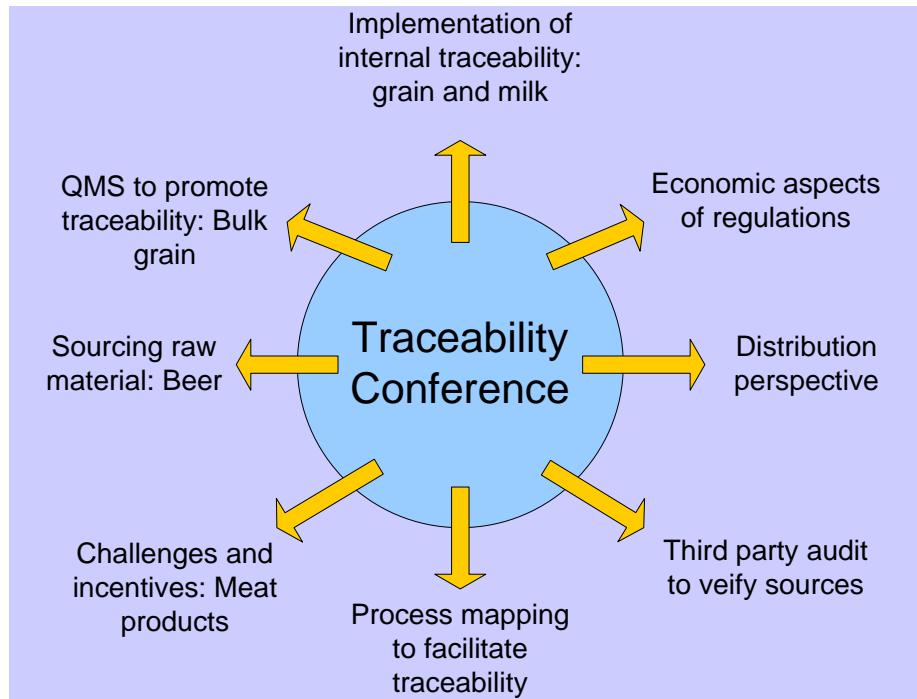 Implementation of
internal traceability:
grain and milk
QMS to promote
traceability: Bulk
grain
Economic aspects
of regulations
Sourcing raw
material: Beer
Traceability
Conference
Distribution
perspective
Challenges and
incentives: Meat
products
Process mapping
to facilitate
traceability
Third party audit
to veify sources